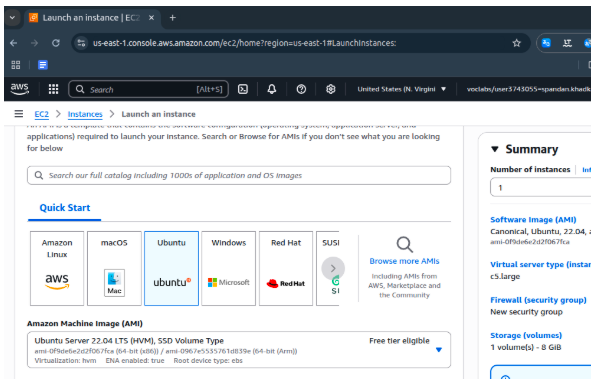 Launch an instance | EC2
us-east-1.console.aws.amazon.com/ec2/home?region=us-east-1#LaunchInstances:
aws
Search
[Alt+S]
United States (N. Virgini
voclabs/user3743055=spandan.khadk
EC2 > Instances > Launch an instance
applications) required to launch your instance. Search or Browse for AMIs if you don't see what you are looking
for below
Search our full catalog including 1000s of application and OS images
Quick Start
Amazon
Linux
aws
macOS
Mac
Ubuntu
ubuntu®
Windows
Microsoft
Red Hat
Red Hat
SUSE
Browse more AMIs
Including AMIs from
AWS, Marketplace and
the Community
Amazon Machine Image (AMI)
Ubuntu Server 22.04 LTS (HVM), SSD Volume Type
Free tier eligible
ami-0f9de6e2d2f067fca (64-bit (x86)) / ami-0967e5535761d839e (64-bit (Arm))
Virtualization: hvm ENA enabled: true Root device type: ebs
Summary
Number of instances
1
Software Image (AMI)
Canonical, Ubuntu, 22.04,
ami-0f9de6e2d2f067fca
Virtual server type (instan
c5.large
Firewall (security group)
New security group
Storage (volumes)
1 volume(s) - 8 GiB